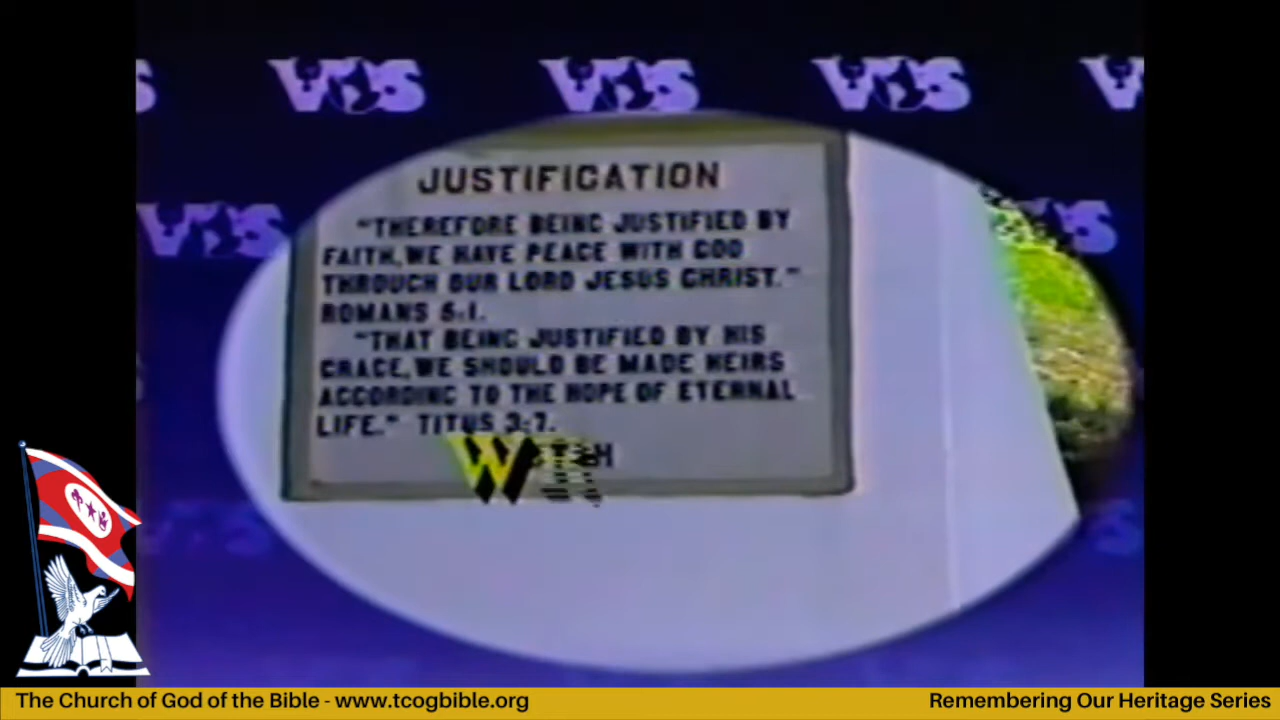 VOS VOS VOS
VOS VOS
JUSTIFICATION
"THEREFORE BEING JUSTIFIED BY
FAITH, WE HAVE PEACE WITH GOD
THROUGH OUR LORD JESUS CHRIST."
ROMANS 5:1.
"THAT BEING JUSTIFIED BY HIS
GRACE, WE SHOULD BE MADE HEIRS
ACCORDING TO THE HOPE OF ETERNAL
LIFE." TITUS 3:7.
The Church of God of the Bible - www.tcogbible.org
Remembering Our Heritage Series